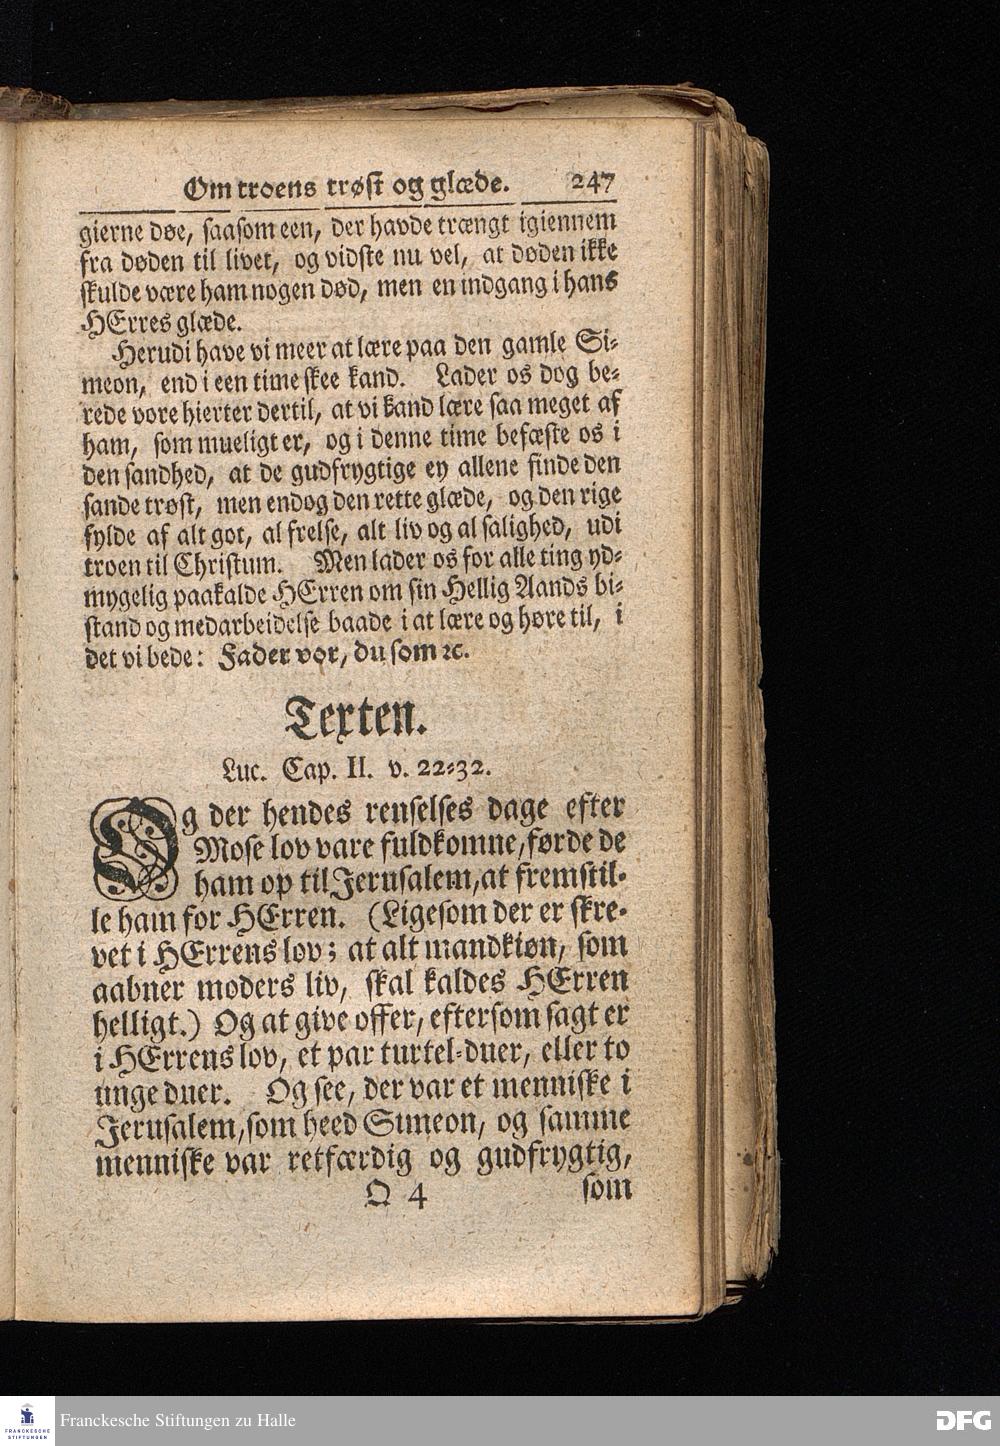 Om troens trøst og glæde. 247
gierne døe, saasom een, der havde trængt igiennem
fra døden til livet, og vidste nu vel, at døden ikke
skulde være ham nogen død, men en indgang i hans
HErres glæde.
Herudi have vi meer at lære paa den gamle Si-
meon, end i een time skee kand. Lader os dog be-
rede vore hierter dertil, at vi kand lære saa meget af
ham, som mueligt er, og i denne time befæste os i
den sandhed, at de gudfrygtige ey allene finde den
sande trøst, men endog den rette glæde, og den rige
fylde af alt got, al frelse, alt liv og al salighed, udi
troen til Christum. Men lader os for alle ting yd-
mygelig paakalde HErren om sin Hellig Aands bi-
stand og medarbeidelse baade i at lære og høre til, i
det vi bede: Fader vor, du som ꝛc.
Texten.
Luc. Cap. II. v. 22-32.
Og der hendes renselses dage efter
Mose lov vare fuldkomne, førde de
ham op til Jerusalem, at fremstil-
le ham for HErren. (Ligesom der er skre-
vet i HErrens lov; at alt mandkiøn, som
aabner moders liv, skal kaldes HErren
helligt.) Og at give offer, eftersom sagt er
i HErrens lov, et par turtel-duer, eller to
unge duer. Og see, der var et menniske i
Jerusalem, som heed Simeon, og samme
menniske var retfærdig og gudfrygtig,
Q 4 som
FRANCKESCHE
STIFTUNGEN
Franckesche Stiftungen zu Halle
DFG